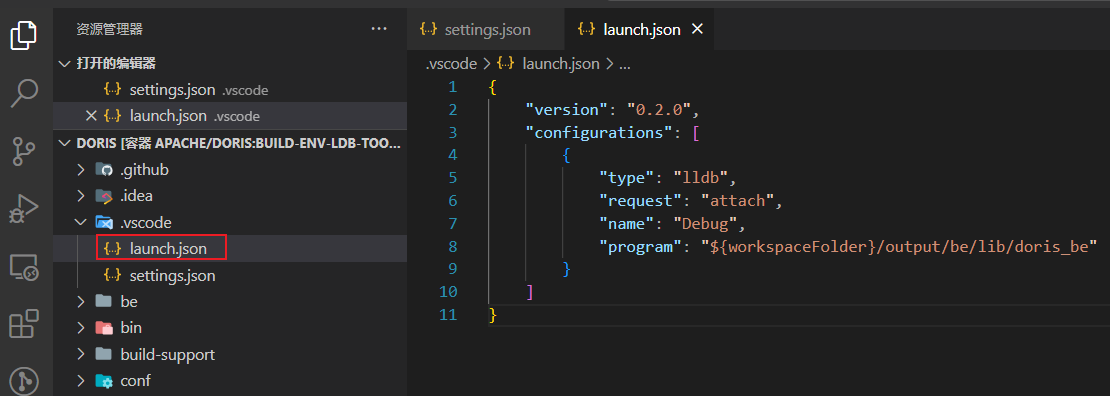 资源管理器
打开的编辑器
settings.json .vscode
launch.json .vscode
DORIS [容器 APACHE/DORIS:BUILD-ENV-LDB-TOO...
.github
.idea
.vscode
launch.json
settings.json
be
bin
build-support
conf
settings.json
launch.json
.vscode > launch.json > ...
1 {
2 "version": "0.2.0",
3 "configurations": [
4 {
5 "type": "lldb",
6 "request": "attach",
7 "name": "Debug",
8 "program": "${workspaceFolder}/output/be/lib/doris_be"
9 }
10 ]
11 }